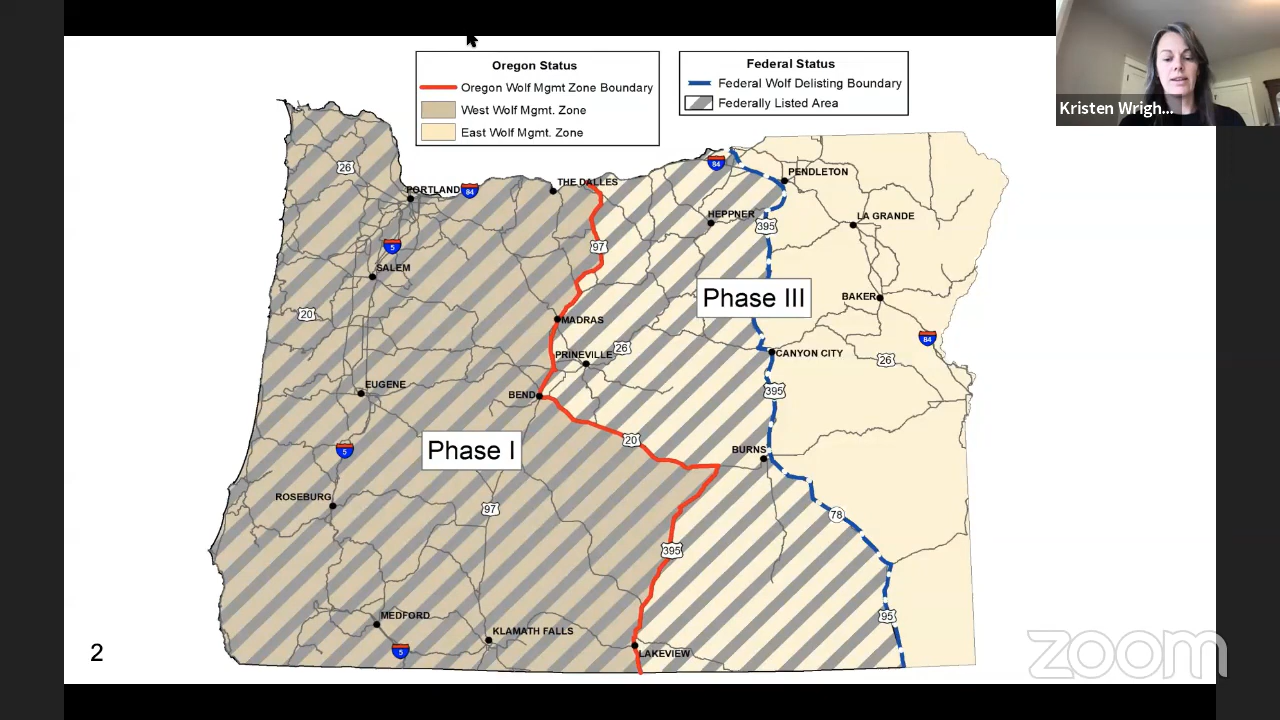 Oregon Status
Oregon Wolf Mgmt Zone Boundary
West Wolf Mgmt. Zone
East Wolf Mgmt. Zone
Federal Status
Federal Wolf Delisting Boundary
Federally Listed Area
Kristen Wrigh...
84
PENDLETON
26
THE DALLES
PORTLAND
84
HEPPNER
LA GRANDE
395
5
97
SALEM
Phase III
BAKER
20
MADRAS
84
26
PRINEVILLE
CANYON CITY
26
EUGENE
395
BEND
20
Phase I
5
BURNS
ROSEBURG
97
78
395
MEDFORD
95
KLAMATH FALLS
5
LAKEVIEW
2
zoom